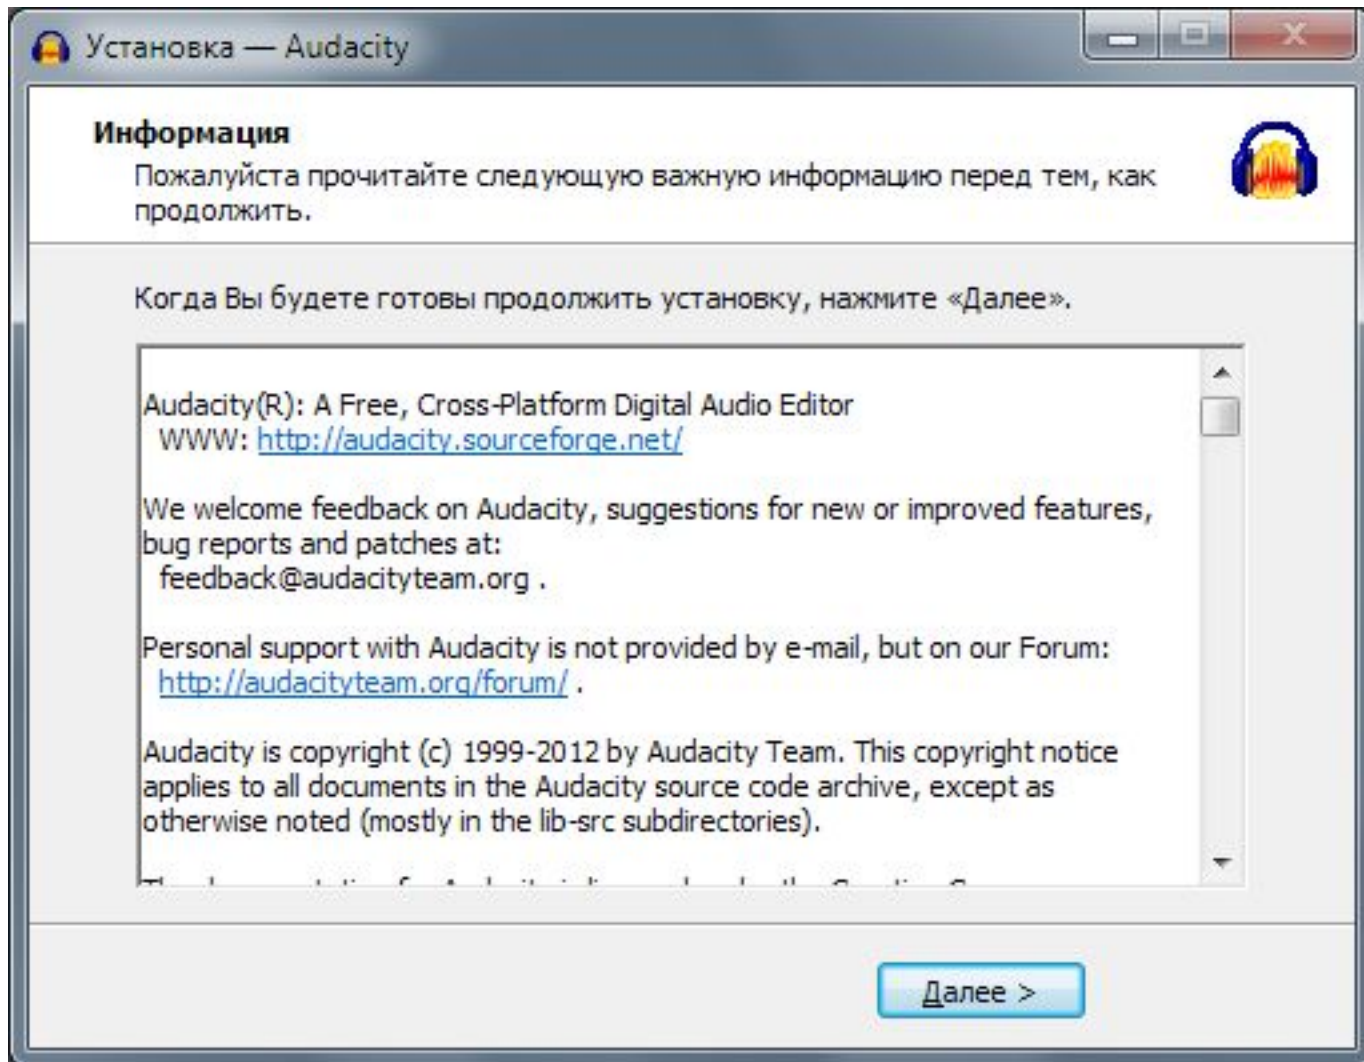 Установка — Audacity
Информация
Пожалуйста прочитайте следующую важную информацию перед тем, как
продолжить.
Когда Вы будете готовы продолжить установку, нажмите «Далее».
Audacity(R): A Free, Cross-Platform Digital Audio Editor
WWW: http://audacity.sourceforge.net/
We welcome feedback on Audacity, suggestions for new or improved features,
bug reports and patches at:
feedback@audacityteam.org .
Personal support with Audacity is not provided by e-mail, but on our Forum:
http://audacityteam.org/forum/ .
Audacity is copyright (c) 1999-2012 by Audacity Team. This copyright notice
applies to all documents in the Audacity source code archive, except as
otherwise noted (mostly in the lib-src subdirectories).
Далее >